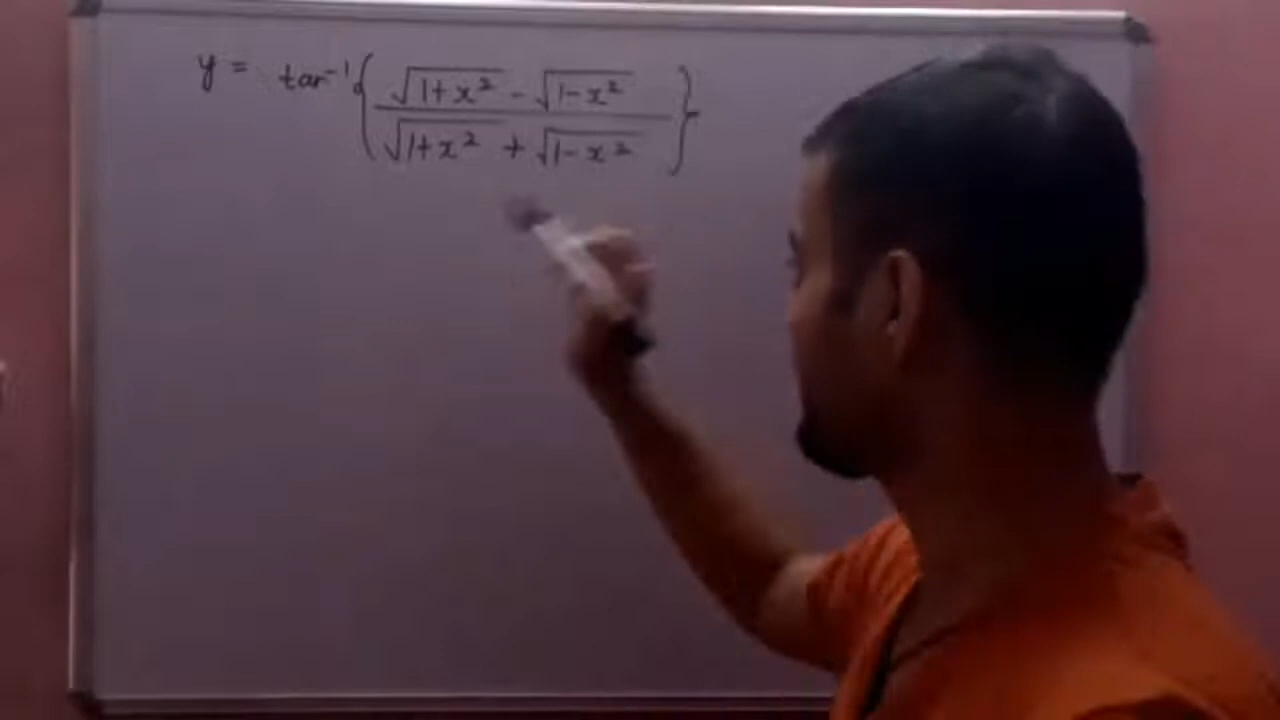 y = tan⁻¹ { (√(1+x²) - √(1-x²)) / (√(1+x²) + √(1-x²)) }